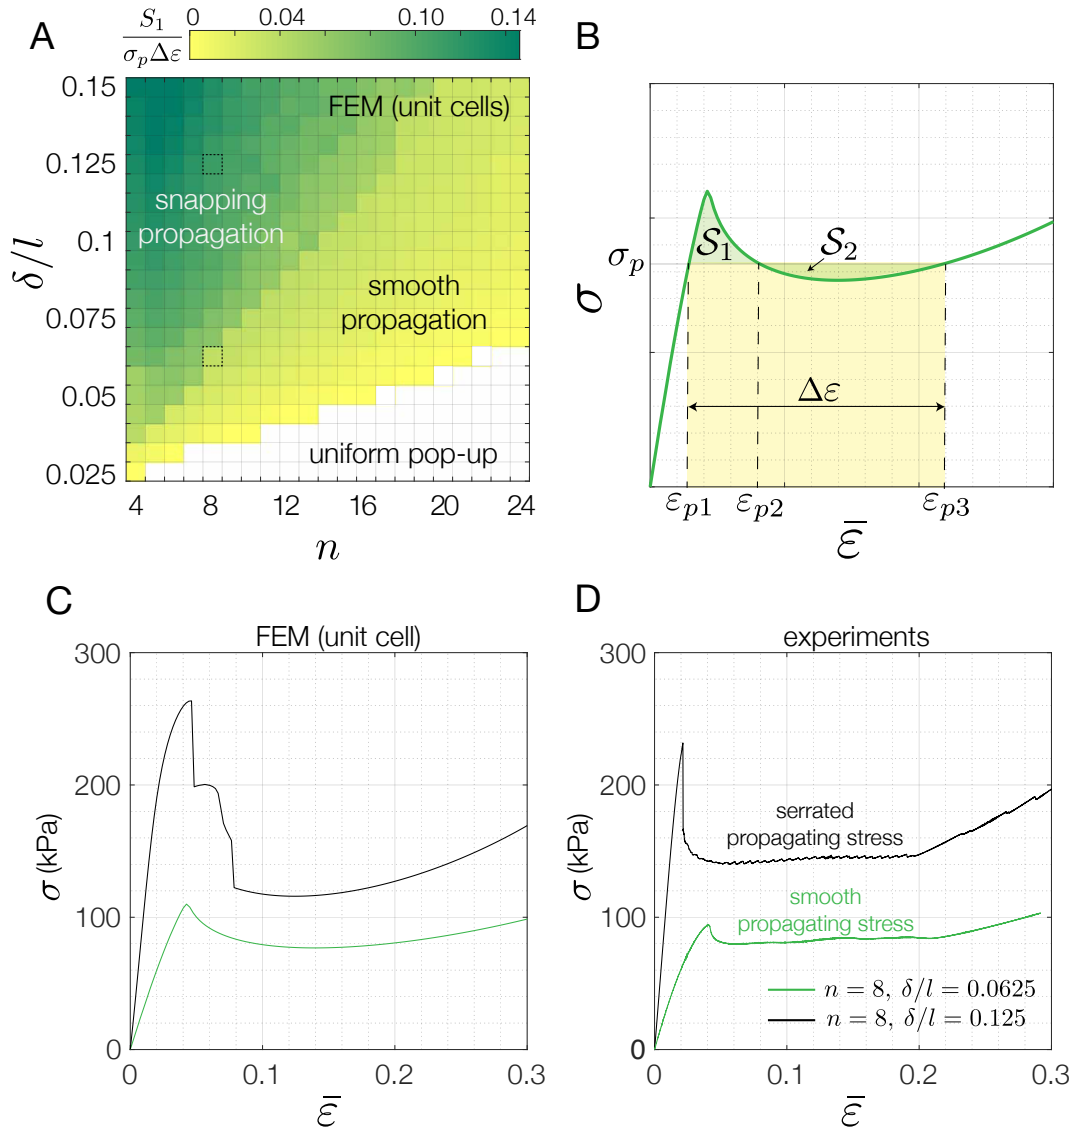 A
S₁
σₚΔε
0
0.04
0.10
0.14
FEM (unit cells)
snapping
propagation
smooth
propagation
uniform pop-up
0.15
0.125
0.1
0.075
0.05
0.025
δ/l
4
8
12
16
20
24
n
B
S₁
S₂
σₚ
σ
Δε
εₚ₁
εₚ₂
εₚ₃
ε̅
C
FEM (unit cell)
300
200
100
0
σ (kPa)
0
0.1
0.2
0.3
ε̅
D
experiments
300
200
100
0
σ (kPa)
serrated
propagating stress
smooth
propagating stress
n = 8, δ/l = 0.0625
n = 8, δ/l = 0.125
0
0.1
0.2
0.3
ε̅